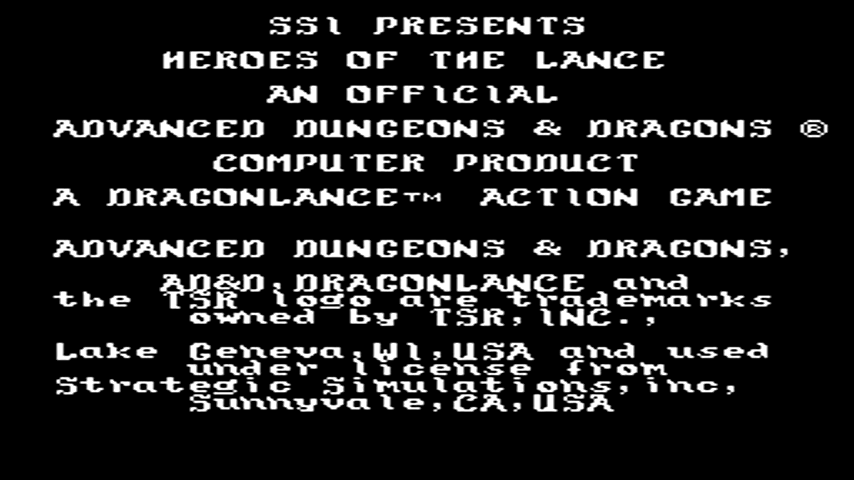 SSI PRESENTS
HEROES OF THE LANCE
AN OFFICIAL
ADVANCED DUNGEONS & DRAGONS ®
COMPUTER PRODUCT
A DRAGONLANCE™ ACTION GAME
ADVANCED DUNGEONS & DRAGONS,
AD&D,DRAGONLANCE and
the TSR logo are trademarks
owned by TSR,INC.,
Lake Geneva,WI,USA and used
under license from
Strategic Simulations,inc,
Sunnyvale,CA,USA